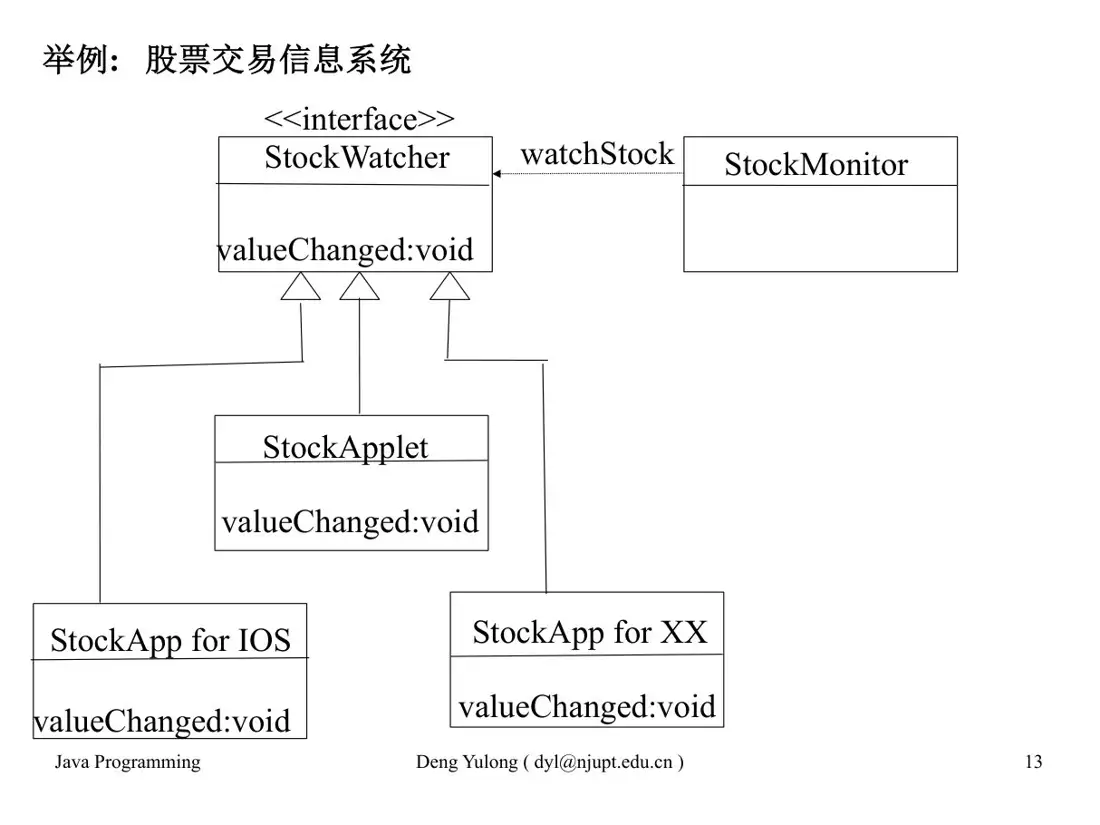 举例: 股票交易信息系统
<<interface>>
StockWatcher
watchStock
StockMonitor
valueChanged:void
StockApplet
valueChanged:void
StockApp for IOS
StockApp for XX
valueChanged:void
valueChanged:void
Java Programming
Deng Yulong ( dyl@njupt.edu.cn )
13